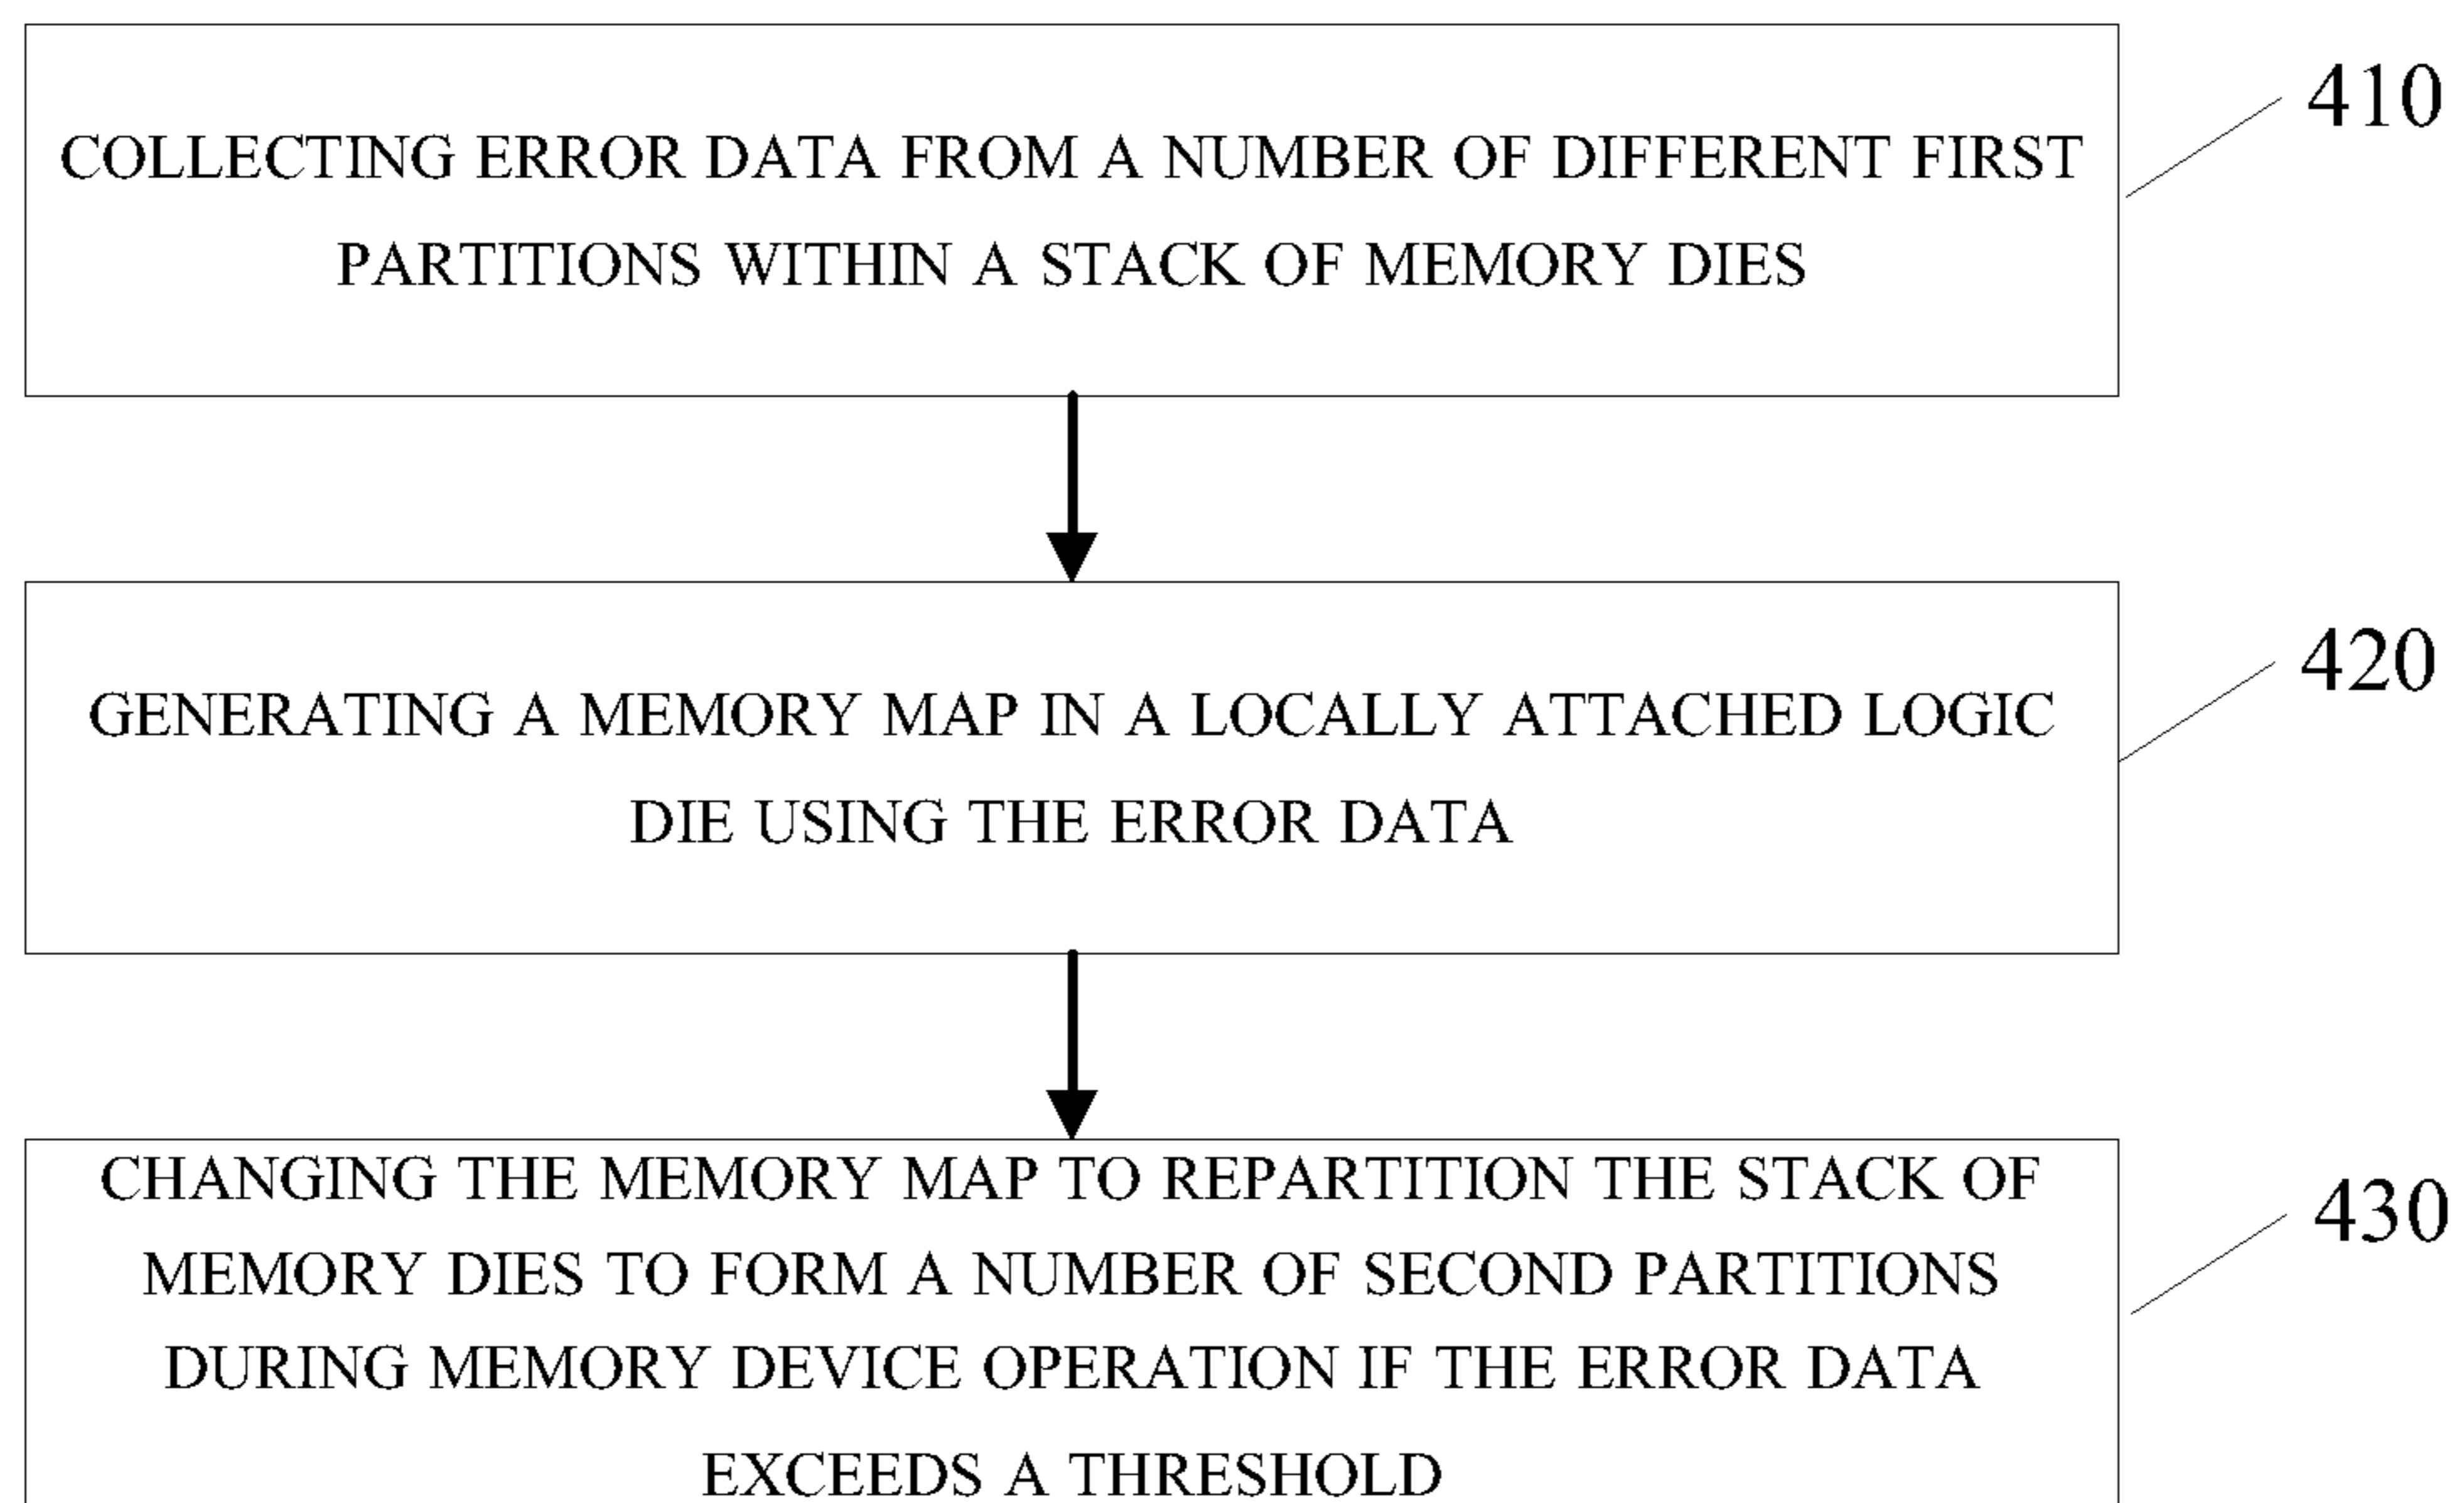 COLLECTING ERROR DATA FROM A NUMBER OF DIFFERENT FIRST
PARTITIONS WITHIN A STACK OF MEMORY DIES
410
GENERATING A MEMORY MAP IN A LOCALLY ATTACHED LOGIC
DIE USING THE ERROR DATA
420
CHANGING THE MEMORY MAP TO REPARTITION THE STACK OF
MEMORY DIES TO FORM A NUMBER OF SECOND PARTITIONS
DURING MEMORY DEVICE OPERATION IF THE ERROR DATA
EXCEEDS A THRESHOLD
430